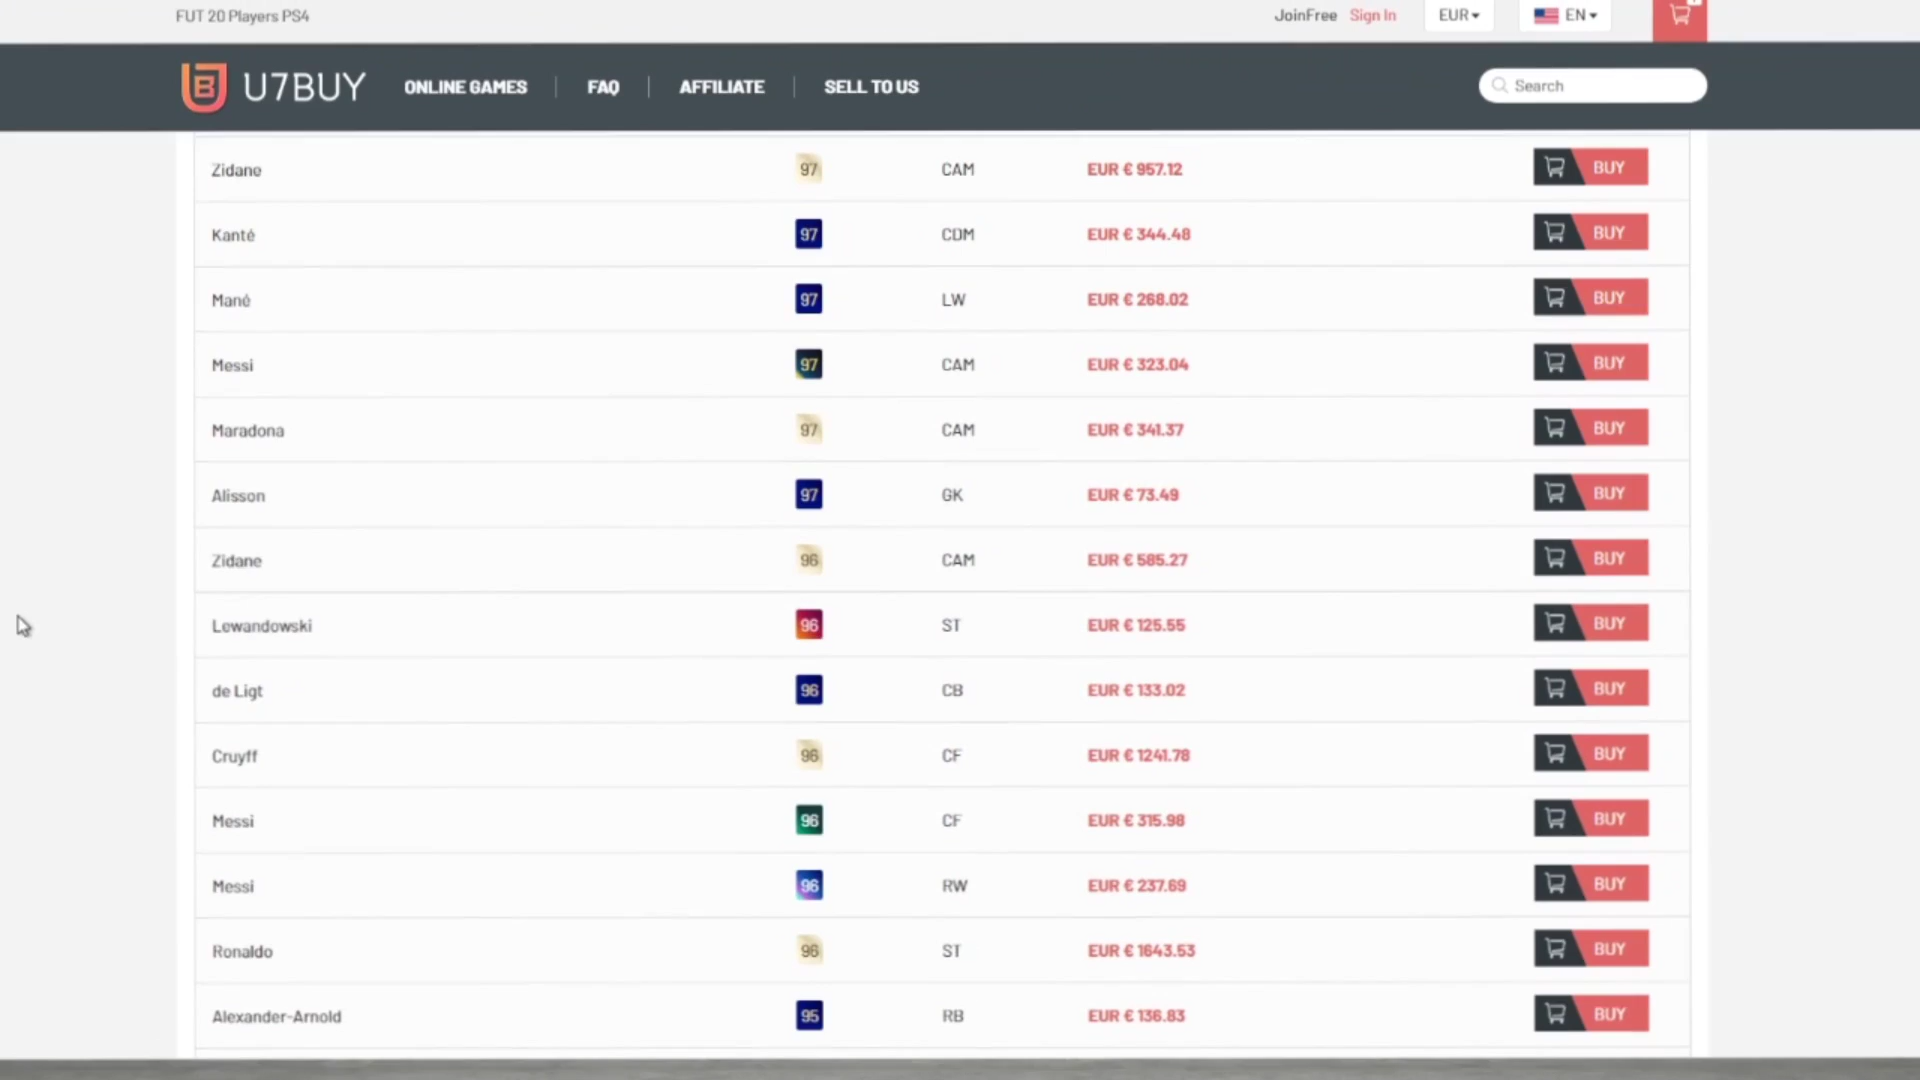 FUT 20 Players PS4 JoinFree Sign In EUR EN
U7BUY ONLINE GAMES FAQ AFFILIATE SELL TO US Search
Zidane 97 CAM EUR € 957.12 BUY
Kanté 97 CDM EUR € 344.48 BUY
Mané 97 LW EUR € 268.02 BUY
Messi 97 CAM EUR € 323.04 BUY
Maradona 97 CAM EUR € 341.37 BUY
Alisson 97 GK EUR € 73.49 BUY
Zidane 96 CAM EUR € 585.27 BUY
Lewandowski 96 ST EUR € 125.55 BUY
de Ligt 96 CB EUR € 133.02 BUY
Cruyff 96 CF EUR € 1241.78 BUY
Messi 96 CF EUR € 315.98 BUY
Messi 96 RW EUR € 237.69 BUY
Ronaldo 96 ST EUR € 1643.53 BUY
Alexander-Arnold 95 RB EUR € 136.83 BUY